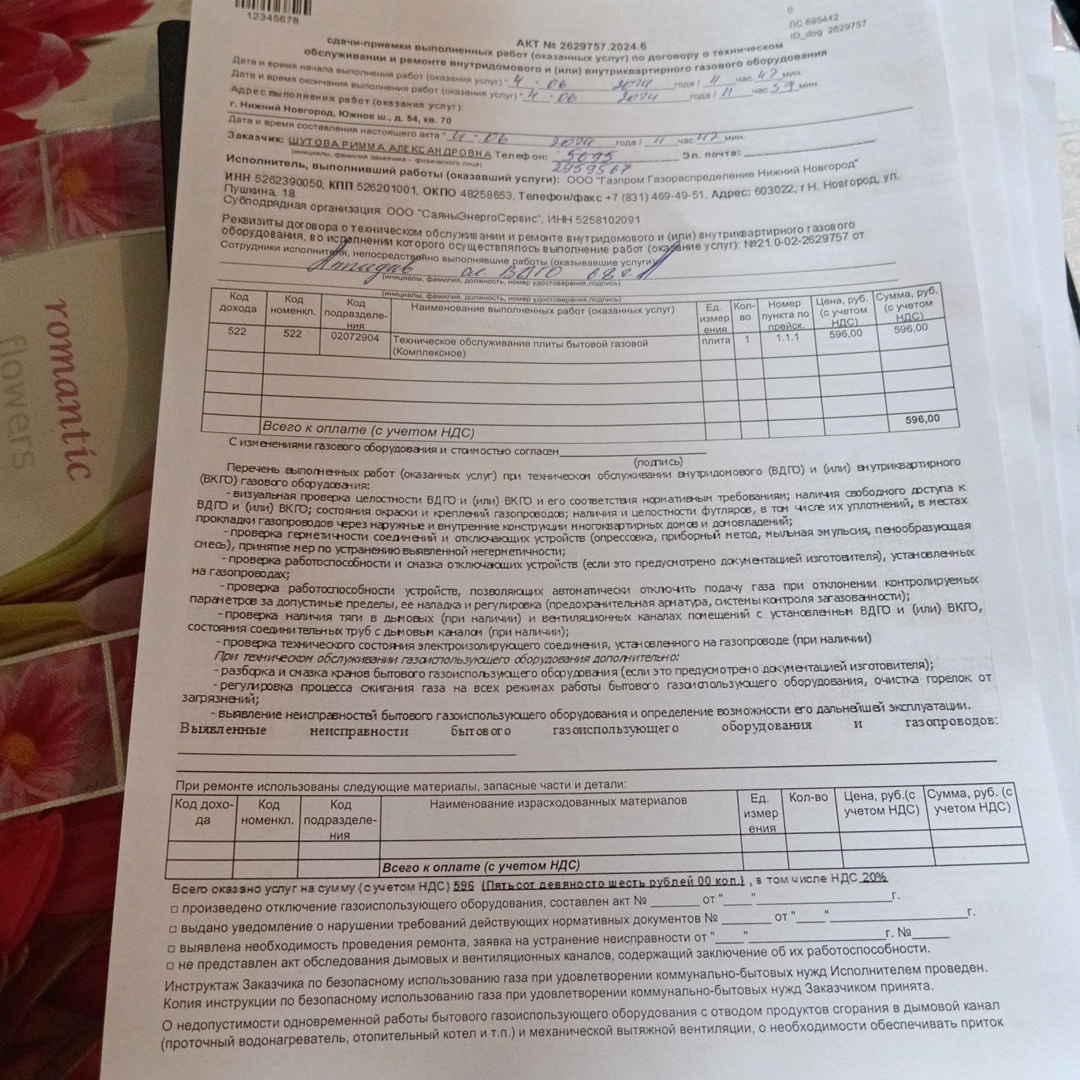 12345678
0
ЛС 695442
ID_dog 2629757
АКТ № 2629757.2024.6
сдачи-приемки выполненных работ (оказанных услуг) по договору о техническом
обслуживании и ремонте внутридомового и (или) внутриквартирного газового оборудования
Дата и время начала выполнения работ (оказания услуг) " 4 . 06 2024 года / 11 час 47 мин.
Дата и время окончания выполнения работ (оказания услуг) " 4 . 06 2024 года / 11 час 59 мин.
Адрес выполнения работ (оказания услуг):
г. Нижний Новгород, Южное ш., д. 54, кв. 70
Дата и время составления настоящего акта " 4 . 06 2024 года / 11 час 47 мин.
Заказчик: ШУТОВА РИММА АЛЕКСАНДРОВНА Телефон: 5695 Эл. почта:
(инициалы, фамилия заказчика - физического лица) 2959567
Исполнитель, выполнивший работы (оказавший услуги): ООО "Газпром Газораспределение Нижний Новгород"
ИНН 5262390050, КПП 526201001, ОКПО 48258653, Телефон/факс +7 (831) 469-49-51, Адрес: 603022, г Н. Новгород, ул.
Пушкина, 18
Субподрядная организация: ООО "СаяныЭнергоСервис", ИНН 5258102091
Реквизиты договора о техническом обслуживании и ремонте внутридомового и (или) внутриквартирного газового
оборудования, во исполнении которого осуществлялось выполнение работ (оказание услуг): №21.0-02-2629757 от
Сотрудники исполнителя, непосредственно выполнявшие работы (оказывавшие услуги):
ВДГО
(инициалы, фамилия, должность, номер удостоверения,подпись)
(инициалы, фамилия, должность, номер удостоверения,подпись)
Код дохода Код номенкл. Код подразделе-ния Наименование выполненных работ (оказанных услуг) Ед. измерения Кол-во Номер пункта по прейск. Цена, руб. (с учетом НДС) Сумма, руб. (с учетом НДС)
522 522 02072904 Техническое обслуживание плиты бытовой газовой плита 1 1.1.1 596,00 596,00
(Комплексное)
Всего к оплате (с учетом НДС) 596,00
С изменениями газового оборудования и стоимостью согласен
(подпись)
Перечень выполненных работ (оказанных услуг) при техническом обслуживании внутридомового (ВДГО) и (или) внутриквартирного
(ВКГО) газового оборудования:
- визуальная проверка целостности ВДГО и (или) ВКГО и его соответствия нормативным требованиям; наличия свободного доступа к
ВДГО и (или) ВКГО; состояния окраски и креплений газопроводов; наличия и целостности футляров, в том числе их уплотнений, в местах
прокладки газопроводов через наружные и внутренние конструкции многоквартирных домов и домовладений;
- проверка герметичности соединений и отключающих устройств (опрессовка, приборный метод, мыльная эмульсия, пенообразующая
смесь), принятие мер по устранению выявленной негерметичности;
- проверка работоспособности и смазка отключающих устройств (если это предусмотрено документацией изготовителя), установленных
на газопроводах;
- проверка работоспособности устройств, позволяющих автоматически отключить подачу газа при отклонении контролируемых
параметров за допустимые пределы, ее наладка и регулировка (предохранительная арматура, системы контроля загазованности);
- проверка наличия тяги в дымовых (при наличии) и вентиляционных каналах помещений с установленным ВДГО и (или) ВКГО,
состояния соединительных труб с дымовым каналом (при наличии);
- проверка технического состояния электроизолирующего соединения, установленного на газопроводе (при наличии)
При техническом обслуживании газоиспользующего оборудования дополнительно:
- разборка и смазка кранов бытового газоиспользующего оборудования (если это предусмотрено документацией изготовителя);
- регулировка процесса сжигания газа на всех режимах работы бытового газоиспользующего оборудования, очистка горелок от
загрязнений;
- выявление неисправностей бытового газоиспользующего оборудования и определение возможности его дальнейшей эксплуатации.
Выявленные неисправности бытового газоиспользующего оборудования и газопроводов:
При ремонте использованы следующие материалы, запасные части и детали:
Код дохо-да Код номенкл. Код подразделе-ния Наименование израсходованных материалов Ед. измерения Кол-во Цена, руб.(с учетом НДС) Сумма, руб. (с учетом НДС)
Всего к оплате (с учетом НДС)
Всего оказано услуг на сумму (с учетом НДС) 596 (Пятьсот девяносто шесть рублей 00 коп.) , в том числе НДС 20%
□ произведено отключение газоиспользующего оборудования, составлен акт № ______ от "____"____________г.
□ выдано уведомление о нарушении требований действующих нормативных документов № ______ от "____"____________г.
□ выявлена необходимость проведения ремонта, заявка на устранение неисправности от "____"____________г. №_____
□ не представлен акт обследования дымовых и вентиляционных каналов, содержащий заключение об их работоспособности.
Инструктаж Заказчика по безопасному использованию газа при удовлетворении коммунально-бытовых нужд Исполнителем проведен.
Копия инструкции по безопасному использованию газа при удовлетворении коммунально-бытовых нужд Заказчиком принята.
О недопустимости одновременной работы бытового газоиспользующего оборудования с отводом продуктов сгорания в дымовой канал
(проточный водонагреватель, отопительный котел и т.п.) и механической вытяжной вентиляции, о необходимости обеспечивать приток
romantic
flowers